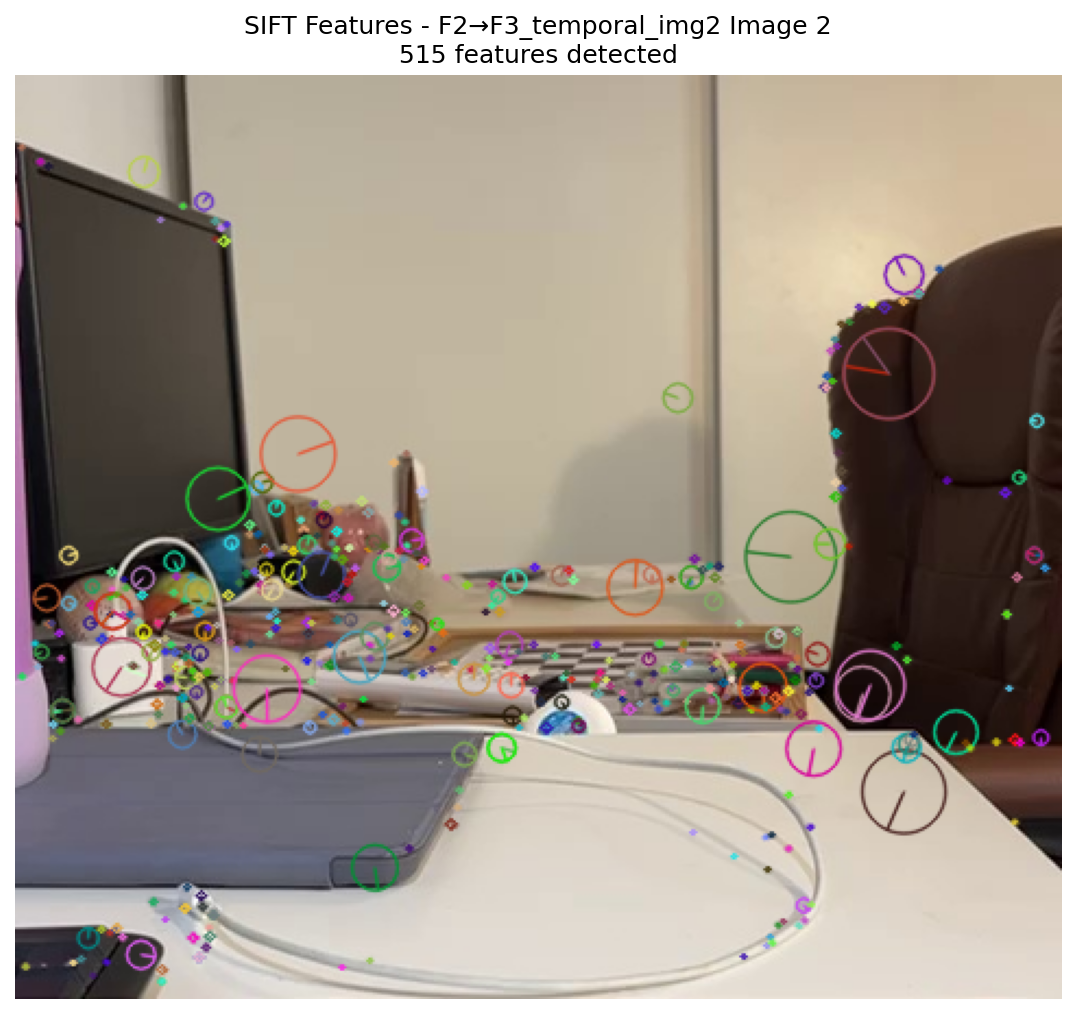 SIFT Features - F2→F3_temporal_img2 Image 2
515 features detected